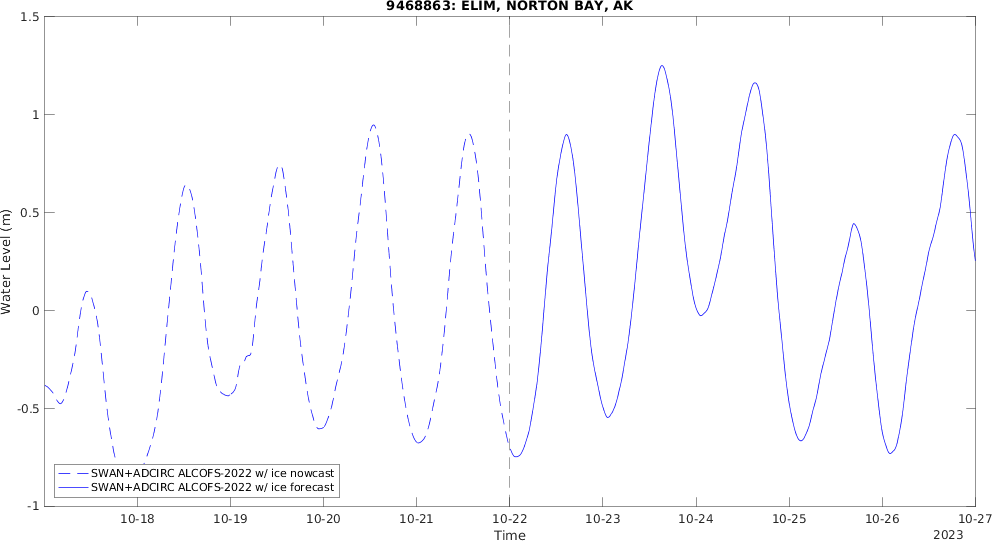 9468863: ELIM, NORTON BAY, AK
1.5
1
0.5
0
-0.5
-1
Water Level (m)
SWAN+ADCIRC ALCOFS-2022 w/ ice nowcast
SWAN+ADCIRC ALCOFS-2022 w/ ice forecast
10-18 10-19 10-20 10-21 10-22 10-23 10-24 10-25 10-26 10-27
Time
2023